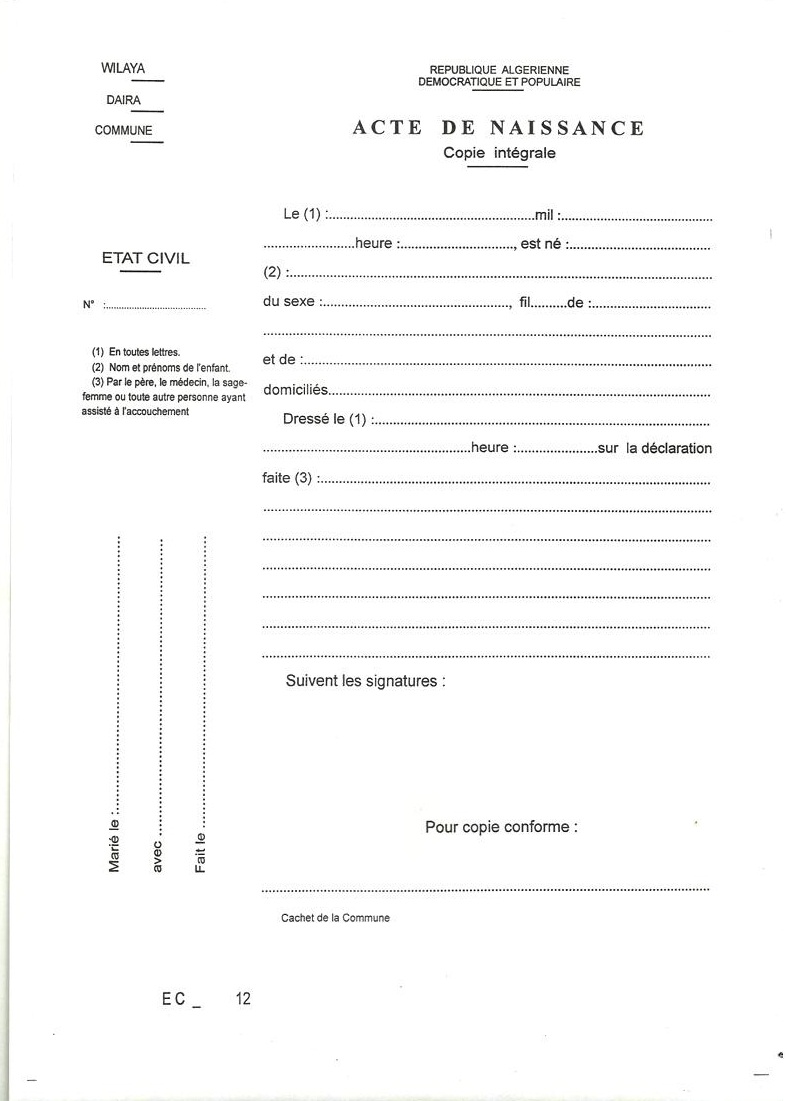 WILAYA
DAIRA
COMMUNE
REPUBLIQUE ALGERIENNE
DEMOCRATIQUE ET POPULAIRE
ACTE DE NAISSANCE
Copie intégrale
ETAT CIVIL
N° :..................................
(1) En toutes lettres.
(2) Nom et prénoms de l'enfant.
(3) Par le père, le médecin, la sage-
femme ou toute autre personne ayant
assisté à l'accouchement
Le (1) :....................................................mil :......................................
.......................heure :............................., est né :....................................
(2) :..........................................................................................................
du sexe :..............................................., fil.........de :..............................
.................................................................................................................
et de :......................................................................................................
domiciliés................................................................................................
Dressé le (1) :....................................................................................
....................................................heure :....................sur la déclaration
faite (3) :..................................................................................................
.................................................................................................................
.................................................................................................................
.................................................................................................................
.................................................................................................................
.................................................................................................................
.................................................................................................................
Suivent les signatures :
Marié le :......................................................................
avec ...........................................................................
Fait le ..........................................................................
Pour copie conforme :
.................................................................................................................
Cachet de la Commune
EC_ 12